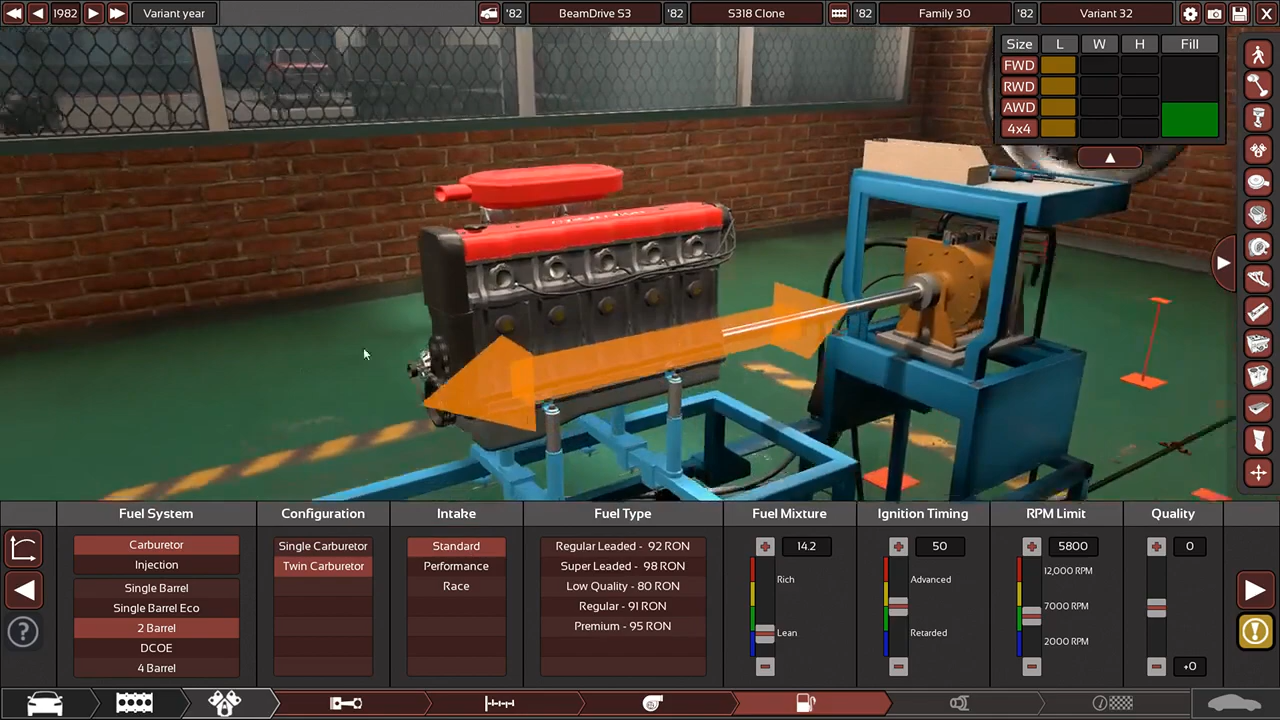 1982
Variant year
'82
BeamDrive S3
'82
S318 Clone
'82
Family 30
'82
Variant 32
Size L W H Fill
FWD
RWD
AWD
4x4
Fuel System
Carburetor
Injection
Single Barrel
Single Barrel Eco
2 Barrel
DCOE
4 Barrel
Configuration
Single Carburetor
Twin Carburetor
Intake
Standard
Performance
Race
Fuel Type
Regular Leaded - 92 RON
Super Leaded - 98 RON
Low Quality - 80 RON
Regular - 91 RON
Premium - 95 RON
Fuel Mixture
14.2
Rich
Lean
Ignition Timing
50
Advanced
Retarded
RPM Limit
5800
12,000 RPM
7000 RPM
2000 RPM
Quality
0
+0